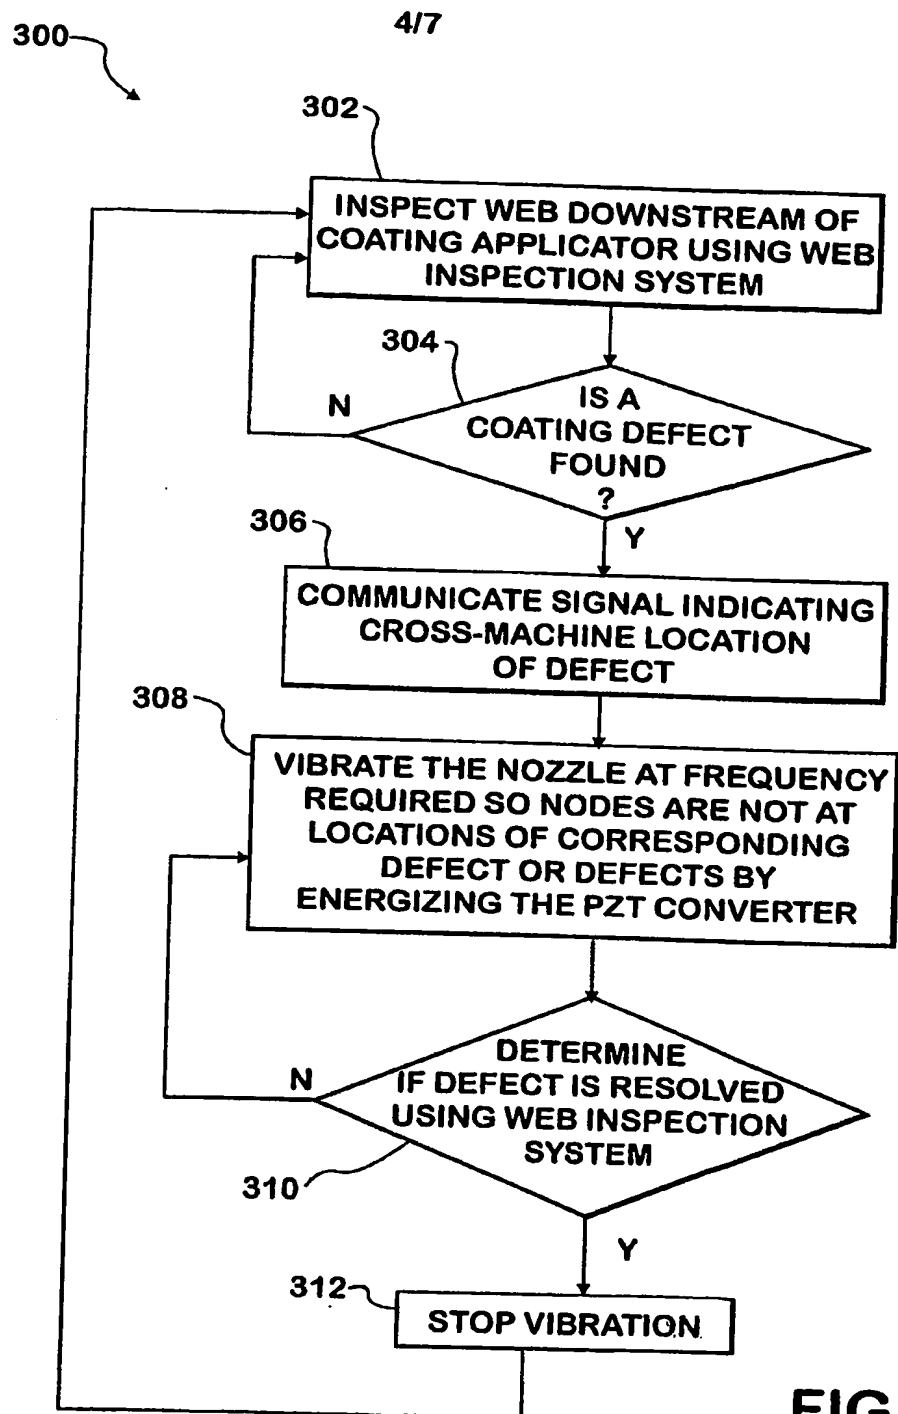 4/7
300
302
INSPECT WEB DOWNSTREAM OF
COATING APPLICATOR USING WEB
INSPECTION SYSTEM
304
N
IS A
COATING DEFECT
FOUND
?
Y
306
COMMUNICATE SIGNAL INDICATING
CROSS-MACHINE LOCATION
OF DEFECT
308
VIBRATE THE NOZZLE AT FREQUENCY
REQUIRED SO NODES ARE NOT AT
LOCATIONS OF CORRESPONDING
DEFECT OR DEFECTS BY
ENERGIZING THE PZT CONVERTER
N
DETERMINE
IF DEFECT IS RESOLVED
USING WEB INSPECTION
SYSTEM
310
Y
312
STOP VIBRATION
FIG